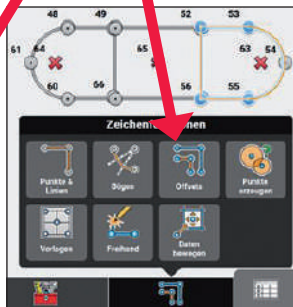 48 49 52 53
61 64 65 63 54
60 66 56 55
Punkte & Linien
Bögen
Offsets
Punkte erzeugen
Vorlagen
Freihand
Daten bewegen